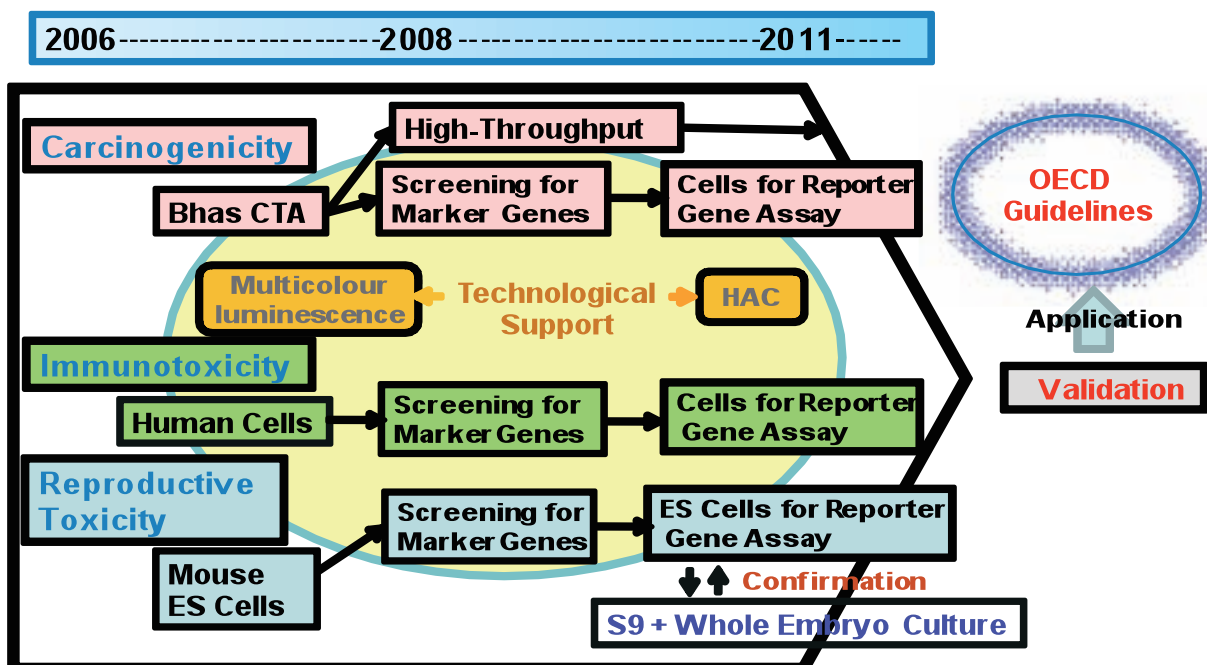 2006-----------------------2008---------------------------2011------
Carcinogenicity
High-Throughput
Bhas CTA
Screening for
Marker Genes
Cells for Reporter
Gene Assay
OECD
Guidelines
Multicolour
luminescence
Technological
Support
HAC
Application
Validation
Immunotoxicity
Human Cells
Screening for
Marker Genes
Cells for Reporter
Gene Assay
Reproductive
Toxicity
Mouse
ES Cells
Screening for
Marker Genes
ES Cells for Reporter
Gene Assay
Confirmation
S9 + Whole Embryo Culture